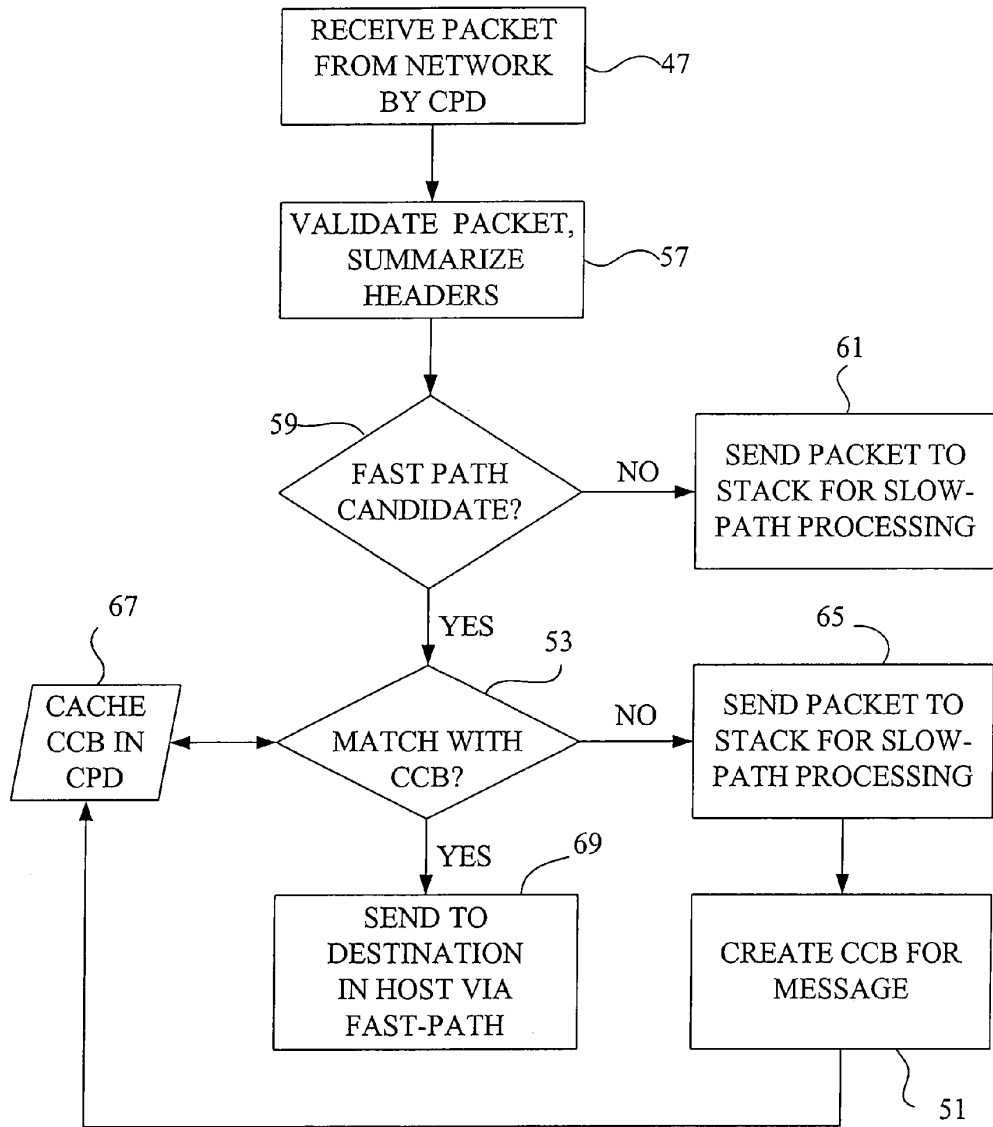 RECEIVE PACKET
FROM NETWORK
BY CPD
47
VALIDATE PACKET,
SUMMARIZE
HEADERS
57
59
FAST PATH
CANDIDATE?
NO
61
SEND PACKET TO
STACK FOR SLOW-
PATH PROCESSING
YES
67
CACHE
CCB IN
CPD
53
MATCH WITH
CCB?
NO
65
SEND PACKET TO
STACK FOR SLOW-
PATH PROCESSING
YES
69
SEND TO
DESTINATION
IN HOST VIA
FAST-PATH
CREATE CCB FOR
MESSAGE
51